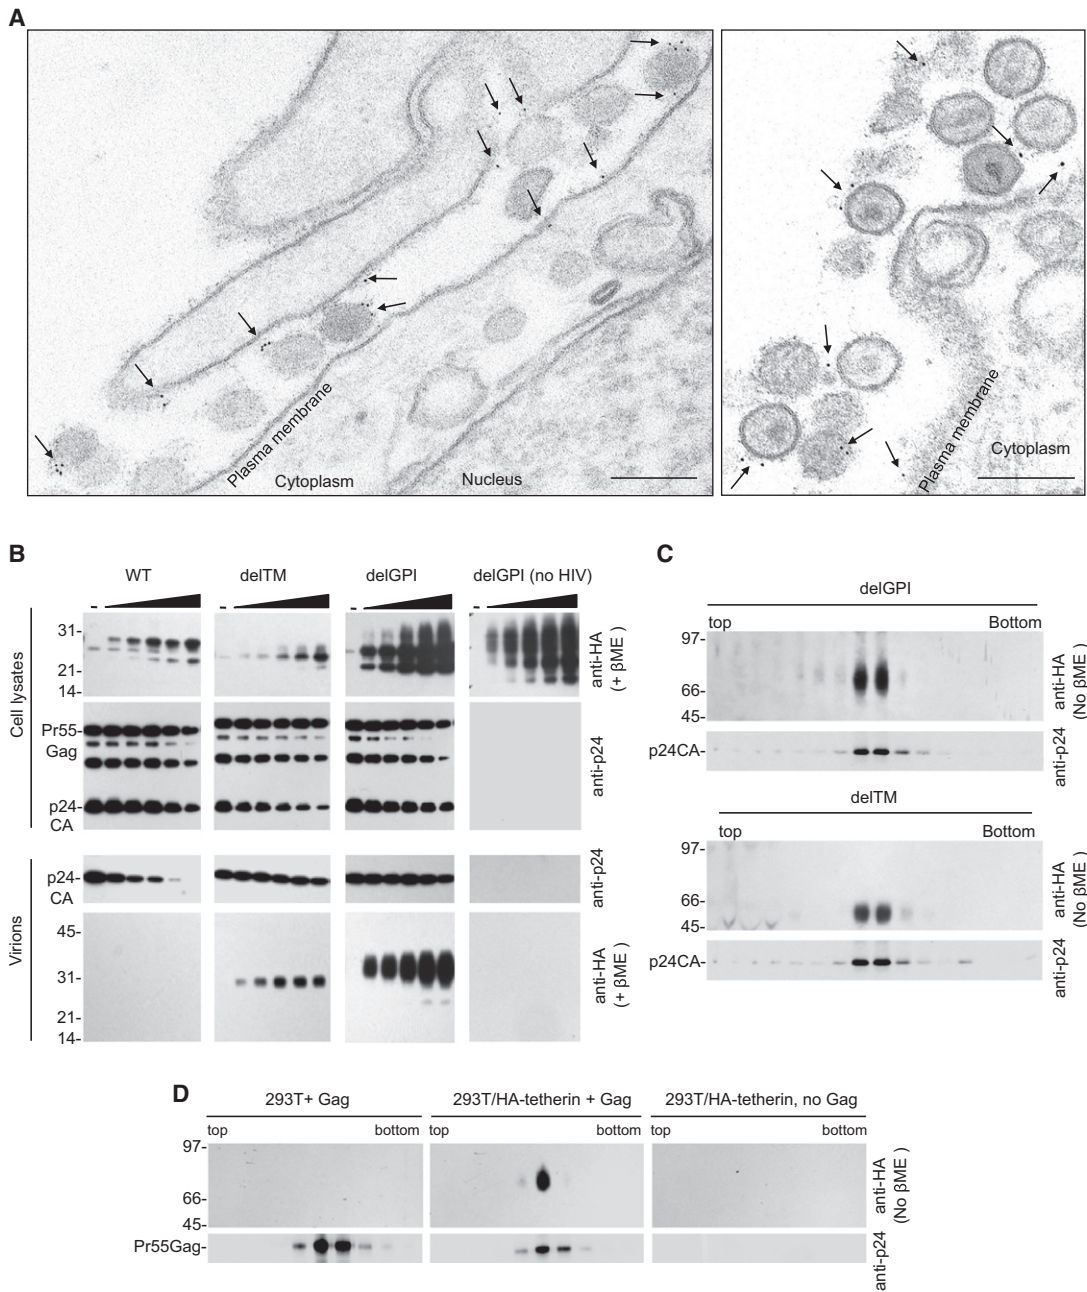 A
Plasma membrane
Cytoplasm
Nucleus
Plasma membrane
Cytoplasm
B
WT
delTM
delGPI
delGPI (no HIV)
-
-
-
-
Cell lysates
31-
21-
14-
anti-HA
(+ βME )
Pr55-
Gag
p24-
CA
anti-p24
Virions
p24-
CA
anti-p24
45-
31-
21-
14-
anti-HA
(+ βME )
C
delGPI
top
Bottom
97-
66-
45-
anti-HA
(No βME )
p24CA-
anti-p24
delTM
top
Bottom
97-
66-
45-
anti-HA
(No βME )
p24CA-
anti-p24
D
293T+ Gag
293T/HA-tetherin + Gag
293T/HA-tetherin, no Gag
top
bottom
top
bottom
top
bottom
97-
66-
45-
anti-HA
(No βME )
Pr55Gag-
anti-p24